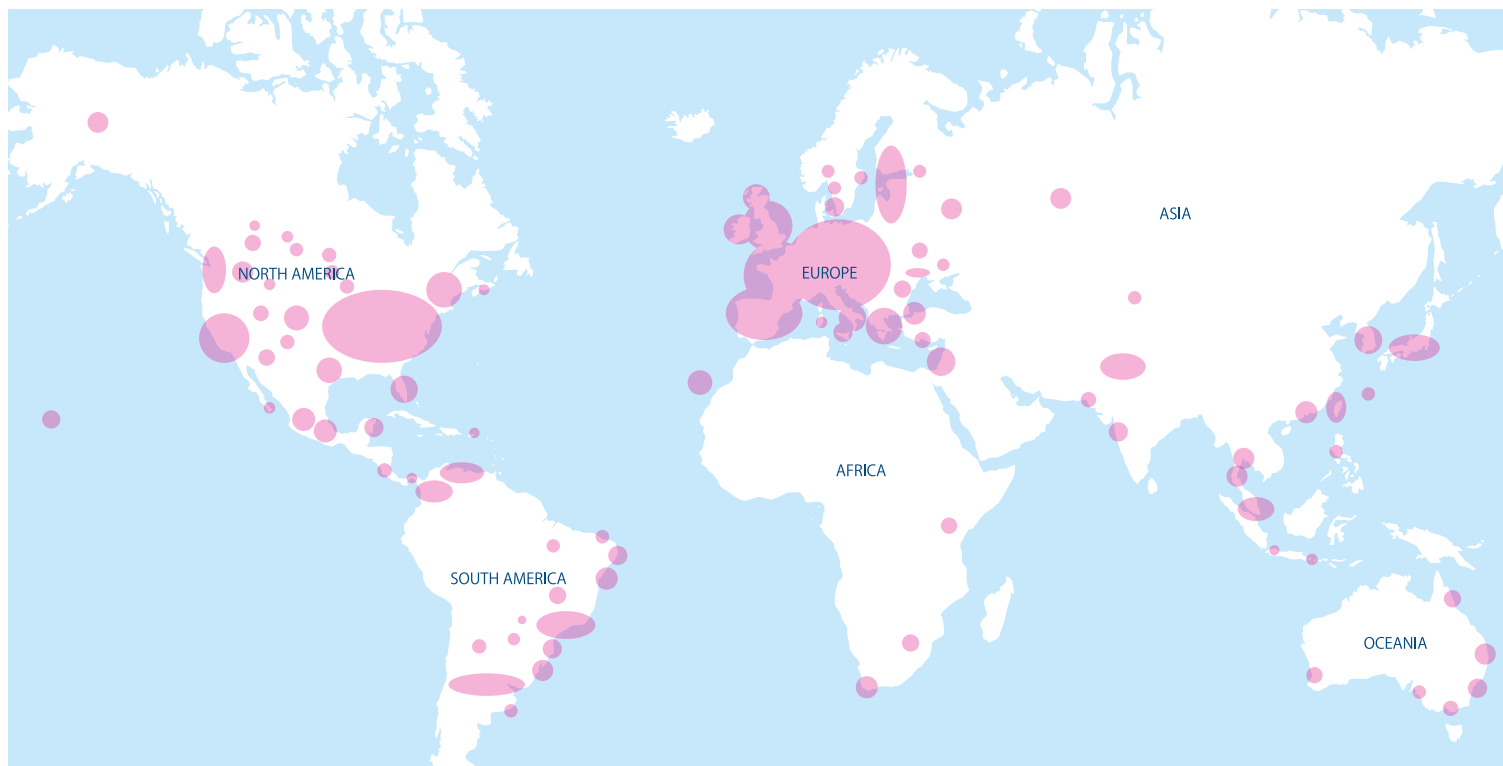 ASIA
NORTH AMERICA
EUROPE
AFRICA
SOUTH AMERICA
OCEANIA